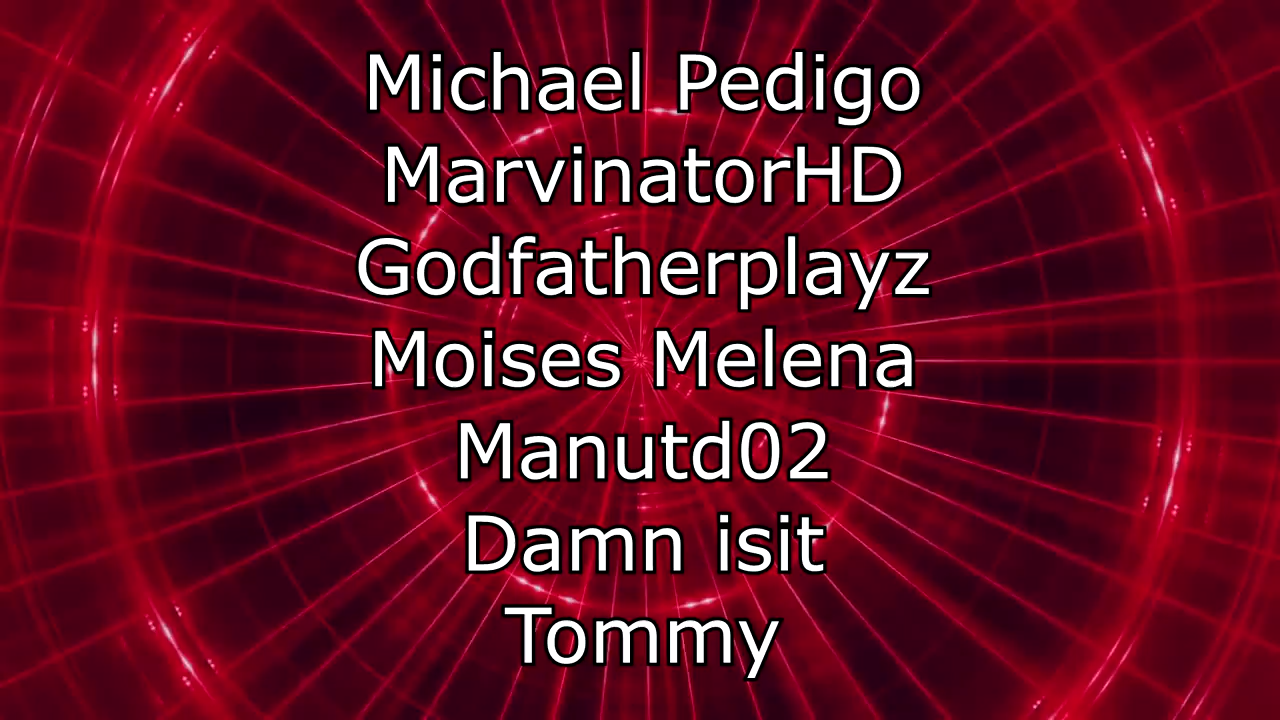 Michael Pedigo
MarvinatorHD
Godfatherplayz
Moises Melena
Manutd02
Damn isit
Tommy